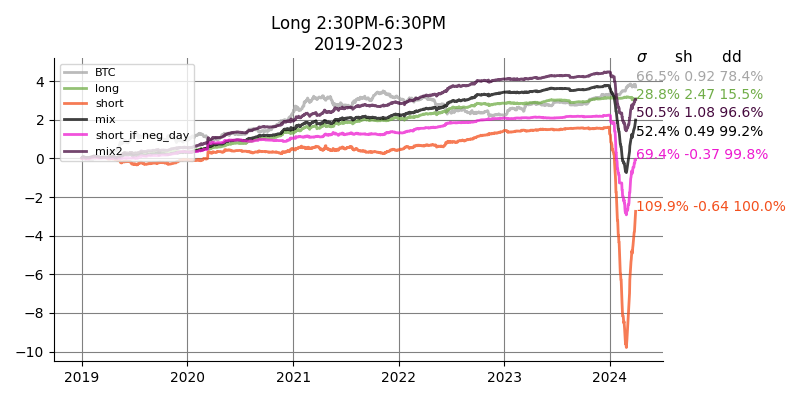 Long 2:30PM-6:30PM
2019-2023
σ sh dd
BTC
long
short
mix
short_if_neg_day
mix2
66.5% 0.92 78.4%
28.8% 2.47 15.5%
50.5% 1.08 96.6%
52.4% 0.49 99.2%
69.4% -0.37 99.8%
109.9% -0.64 100.0%
4
2
0
−2
−4
−6
−8
−10
2019 2020 2021 2022 2023 2024